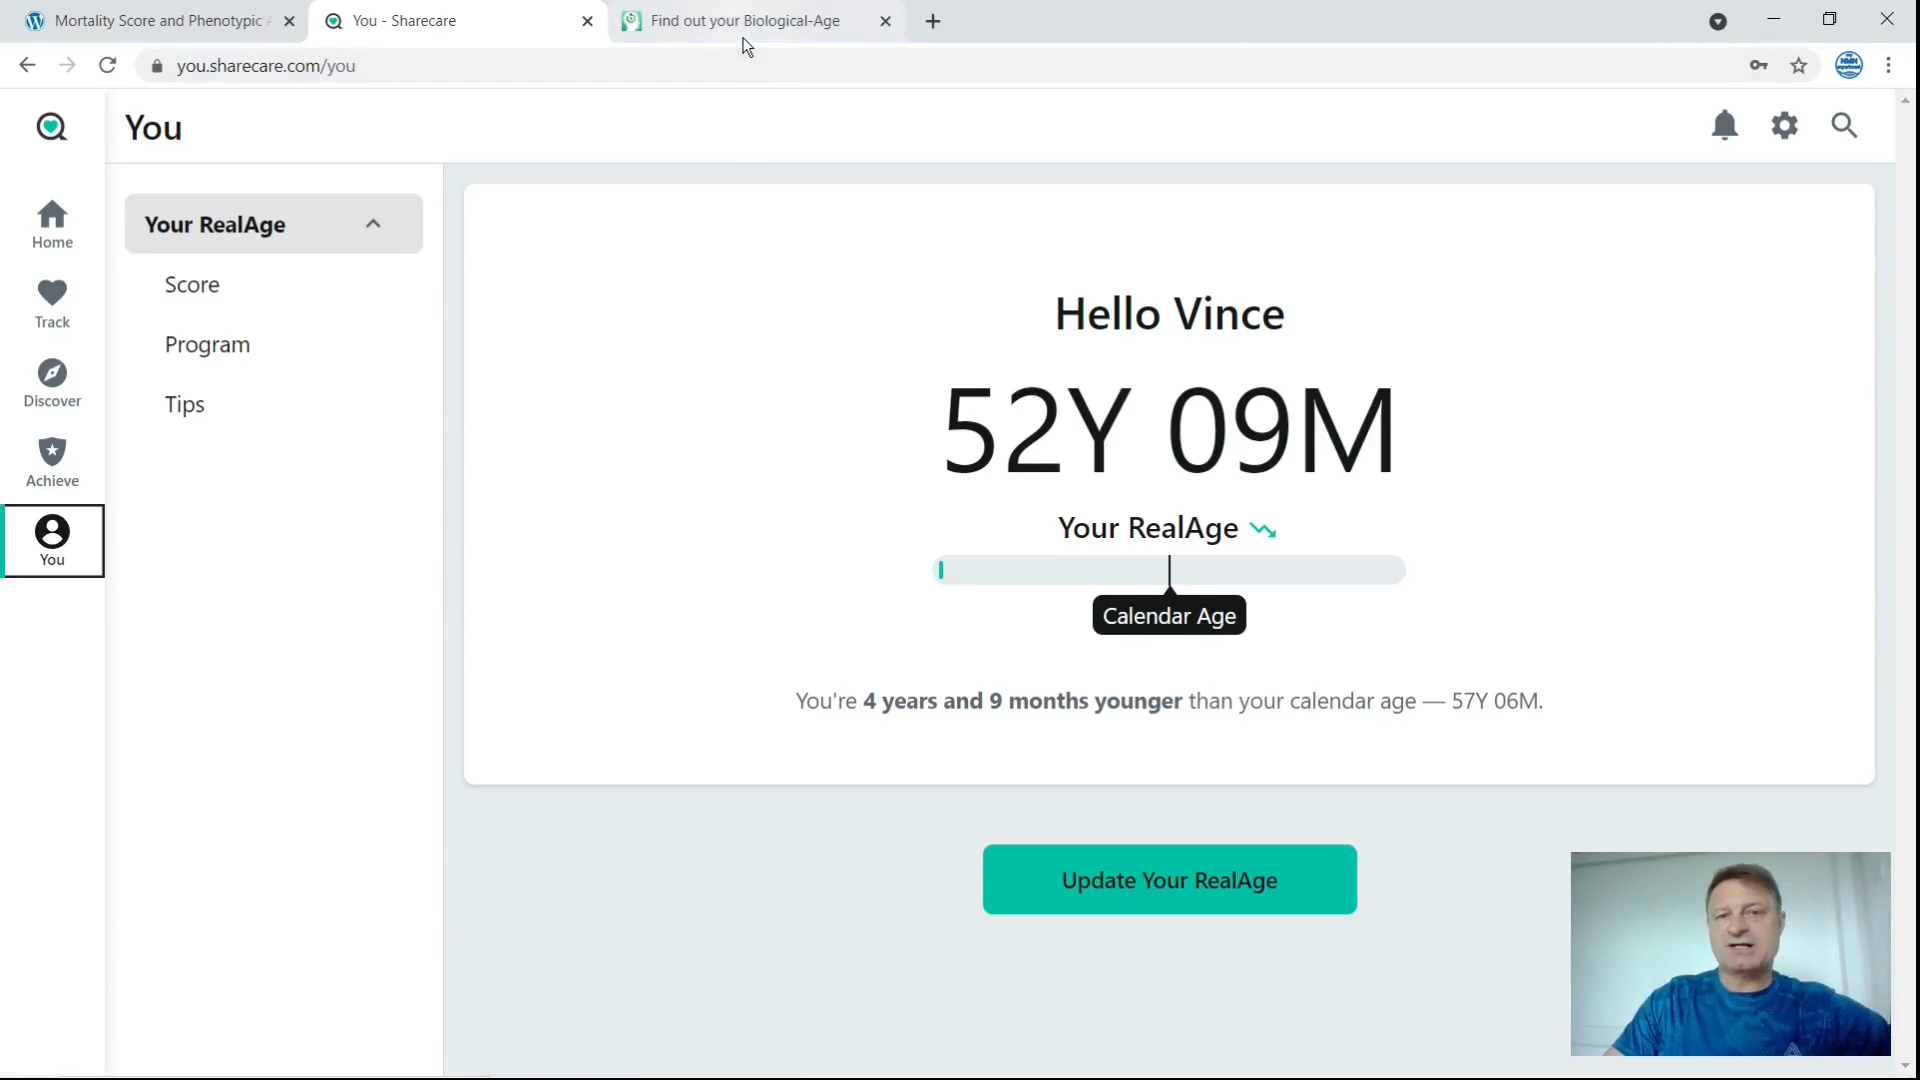 Mortality Score and Phenotypic
You - Sharecare
Find out your Biological-Age
you.sharecare.com/you
You
Home
Track
Discover
Achieve
You
Your RealAge
Score
Program
Tips
Hello Vince
52Y 09M
Your RealAge
Calendar Age
You're 4 years and 9 months younger than your calendar age — 57Y 06M.
Update Your RealAge